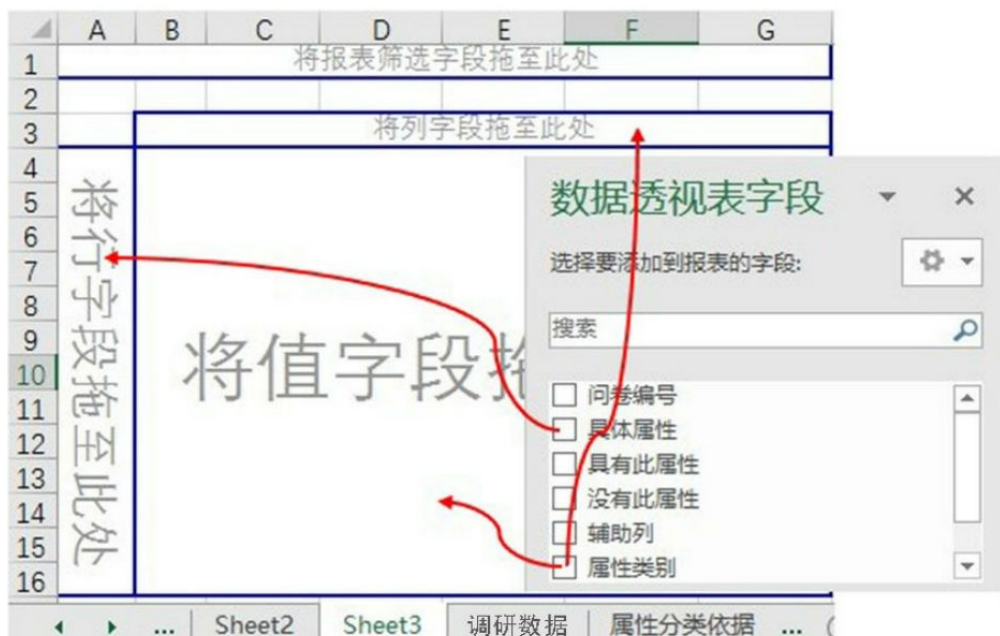 A B C D E F G
1 将报表筛选字段拖至此处
2
3 将列字段拖至此处
4
5
6
7
8
9
10
11
12
13
14
15
16
将行字段拖至此处
将值字段拖
数据透视表字段
选择要添加到报表的字段:
搜索
问卷编号
具体属性
具有此属性
没有此属性
辅助列
属性类别
... Sheet2 Sheet3 调研数据 属性分类依据 ...